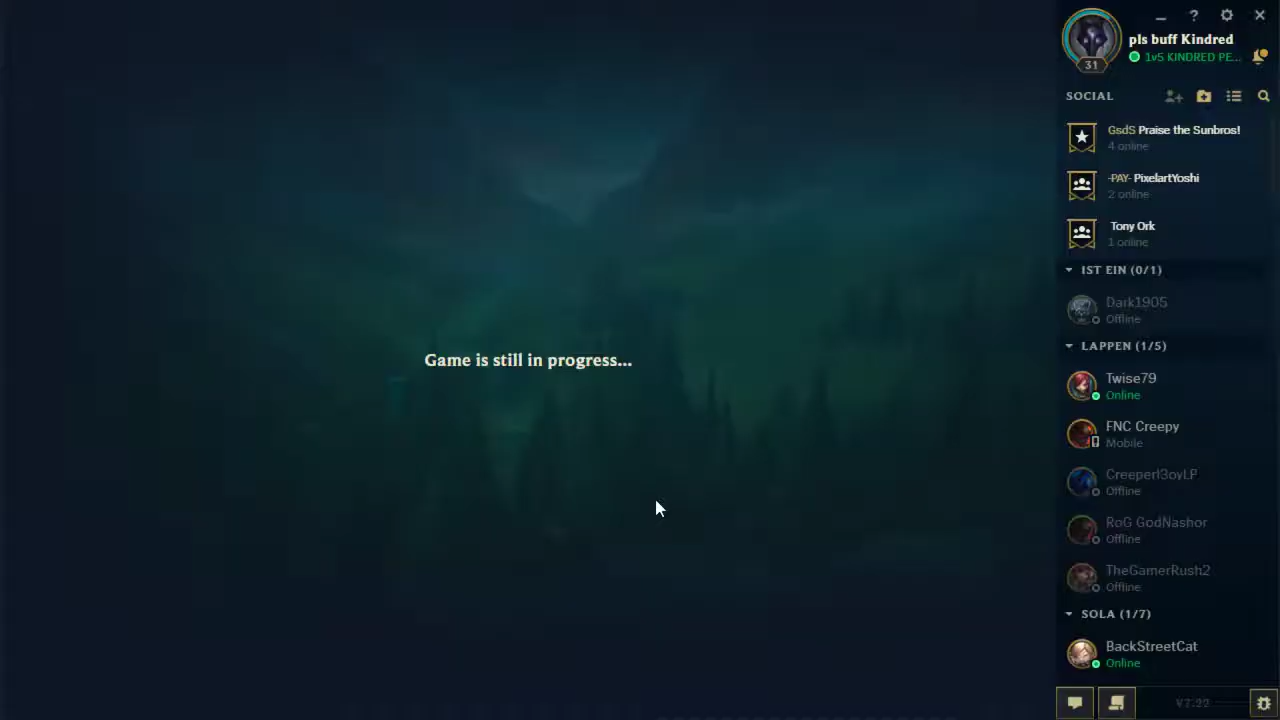 pls buff Kindred
31
1v5 KINDRED PE...
SOCIAL
GsdS Praise the Sunbros!
4 online
-PAY- PixelartYoshi
2 online
Tony Ork
1 online
IST EIN (0/1)
Dark1905
Offline
LAPPEN (1/5)
Game is still in progress...
Twise79
Online
FNC Creepy
Mobile
Creeperl3oyLP
Offline
RoG GodNashor
Offline
TheGamerRush2
Offline
SOLA (1/7)
BackStreetCat
Online
V7.22